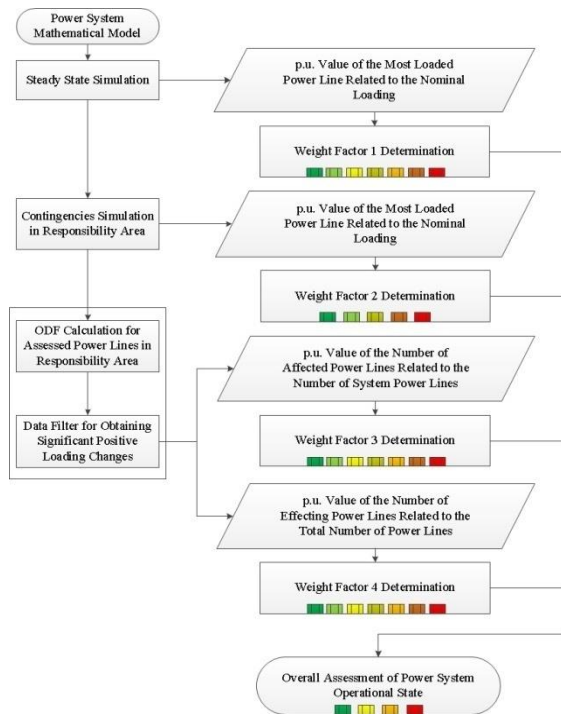 Power System
Mathematical Model
Steady State Simulation
p.u. Value of the Most Loaded
Power Line Related to the Nominal
Loading
Weight Factor 1 Determination
Contingencies Simulation
in Responsibility Area
p.u. Value of the Most Loaded
Power Line Related to the Nominal
Loading
Weight Factor 2 Determination
ODF Calculation for
Assessed Power Lines in
Responsibility Area
Data Filter for Obtaining
Significant Positive
Loading Changes
p.u. Value of the Number of
Affected Power Lines Related to the
Number of System Power Lines
Weight Factor 3 Determination
p.u. Value of the Number of
Effecting Power Lines Related to the
Total Number of Power Lines
Weight Factor 4 Determination
Overall Assessment of Power System
Operational State